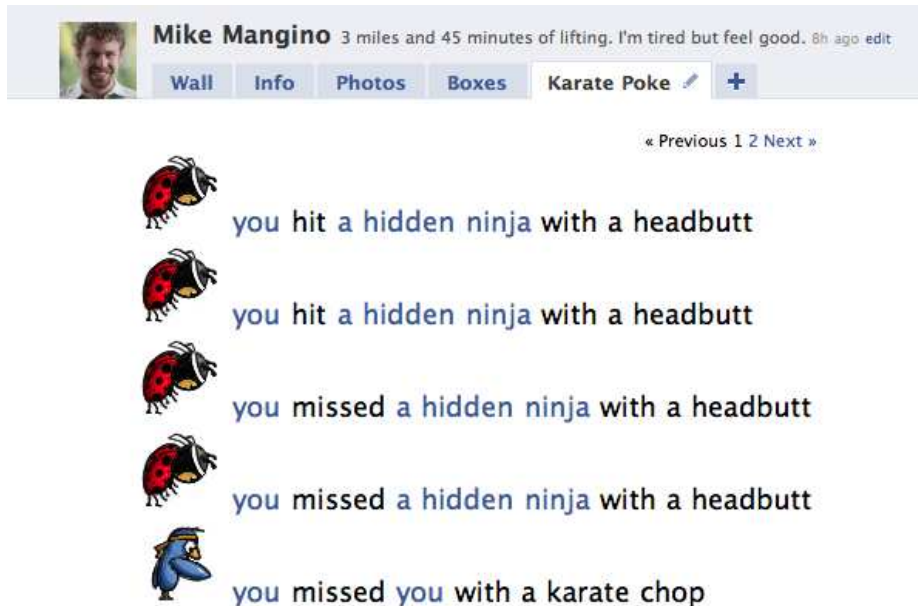 Mike Mangino 3 miles and 45 minutes of lifting. I'm tired but feel good. 8h ago edit
Wall Info Photos Boxes Karate Poke +
« Previous 1 2 Next »
you hit a hidden ninja with a headbutt
you hit a hidden ninja with a headbutt
you missed a hidden ninja with a headbutt
you missed a hidden ninja with a headbutt
you missed you with a karate chop